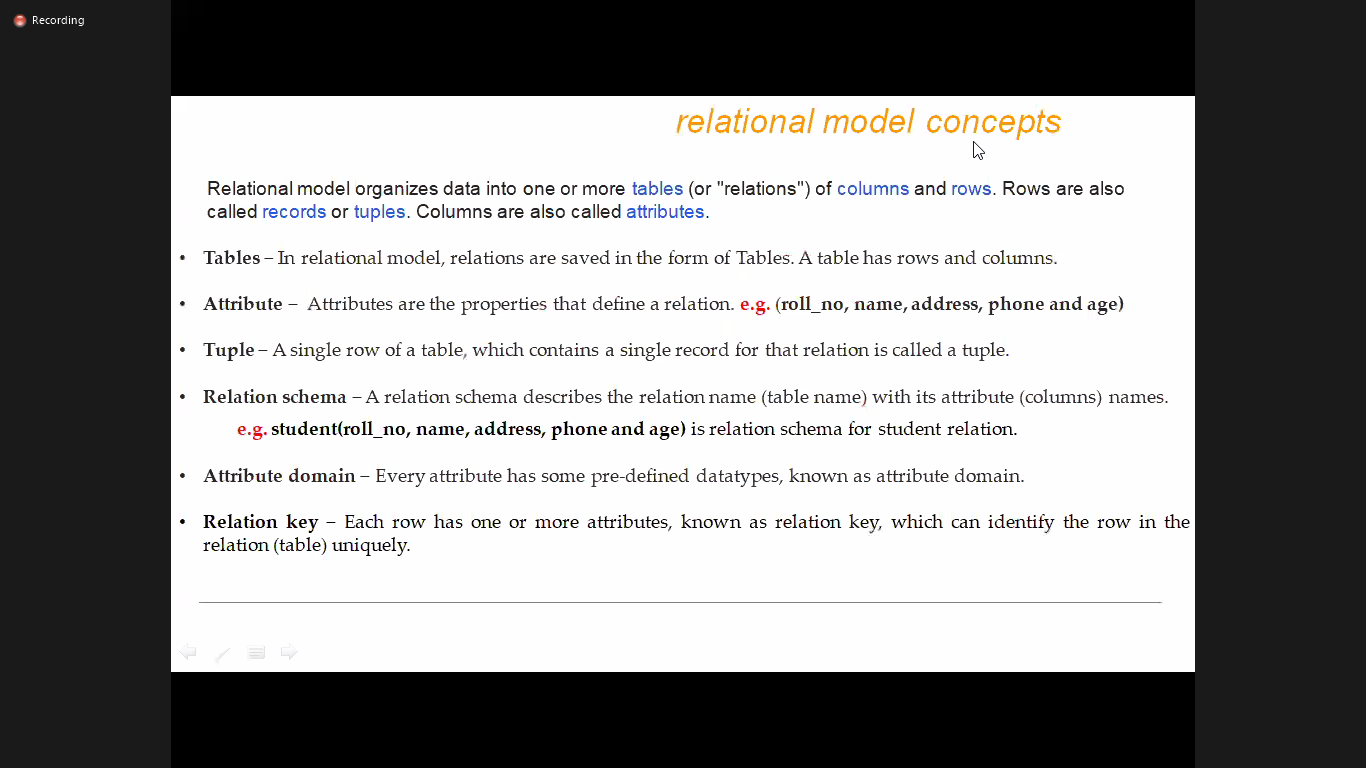 Recording
relational model concepts
Relational model organizes data into one or more tables (or "relations") of columns and rows. Rows are also
called records or tuples. Columns are also called attributes.
• Tables – In relational model, relations are saved in the form of Tables. A table has rows and columns.
• Attribute – Attributes are the properties that define a relation. e.g. (roll_no, name, address, phone and age)
• Tuple – A single row of a table, which contains a single record for that relation is called a tuple.
• Relation schema – A relation schema describes the relation name (table name) with its attribute (columns) names.
e.g. student(roll_no, name, address, phone and age) is relation schema for student relation.
• Attribute domain – Every attribute has some pre-defined datatypes, known as attribute domain.
• Relation key – Each row has one or more attributes, known as relation key, which can identify the row in the
relation (table) uniquely.